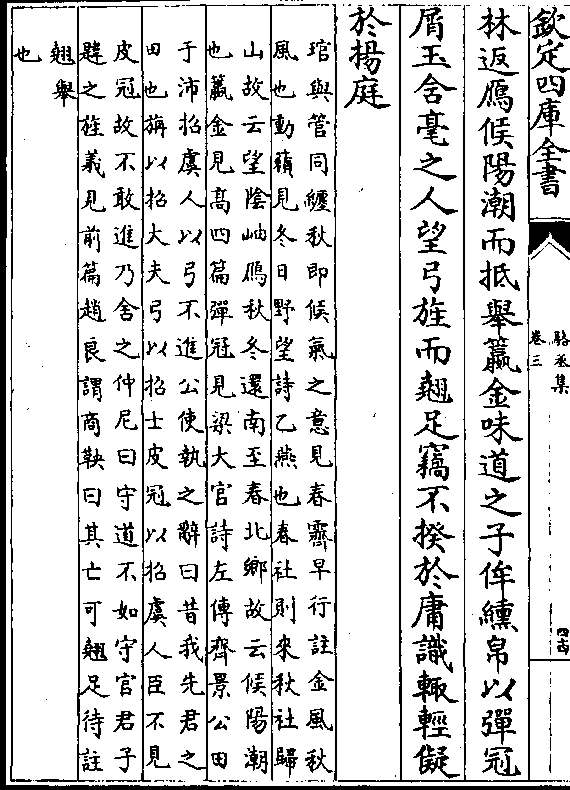 欽定四庫全書
駱丞集
卷三
林返鴈候陽潮而抵舉籯金味道之子侔纁帛以彈冠
屑玉含毫之人望弓旌而翹足竊不揆於庸識輙輕儗
於揚庭
琯與管同纏秋即候氣之意見春霽早行註金風秋
風也動蘋見冬日野望詩乙燕也春社則來秋社歸
山故云望陰岫鴈秋冬還南至春北鄉故云候陽潮
也籯金見髙四篇彈冠見梁大官詩左傳齊景公田
于沛招虞人以弓不進公使執之辭曰昔我先君之
田也旃以招大夫弓以招士皮冠以招虞人臣不見
皮冠故不敢進乃舍之仲尼曰守道不如守官君子
韙之旌義見前篇趙良謂商鞅曰其亡可翹足待註
翹舉
也